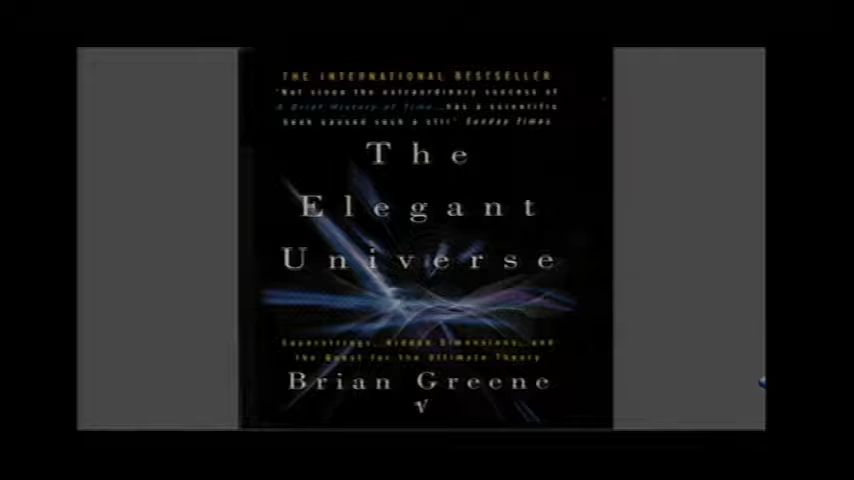 THE INTERNATIONAL BESTSELLER
'Not since the extraordinary success of
A Brief History of Time...has a scientific
book caused such a stir' Sunday Times
The
Elegant
Universe
Superstrings, Hidden Dimensions, and
the Quest for the Ultimate Theory
Brian Greene
V